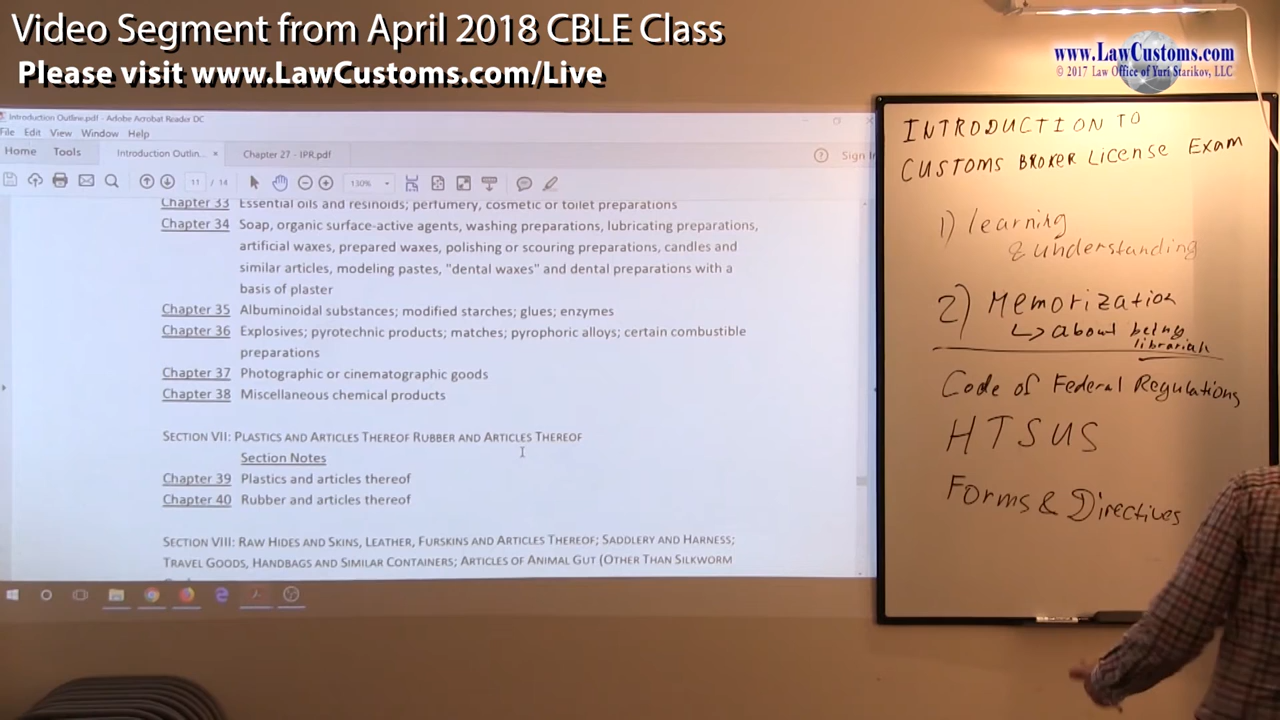 Video Segment from April 2018 CBLE Class
Please visit www.LawCustoms.com/Live
www.LawCustoms.com
© 2017 Law Office of Yuri Starikov, LLC
Introduction Outline.pdf - Adobe Acrobat Reader DC
File Edit View Window Help
Home Tools Introduction Outlin... × Chapter 27 - IPR.pdf Sign In
11 / 14 130%
Chapter 33 Essential oils and resinoids; perfumery, cosmetic or toilet preparations
Chapter 34 Soap, organic surface-active agents, washing preparations, lubricating preparations,
artificial waxes, prepared waxes, polishing or scouring preparations, candles and
similar articles, modeling pastes, "dental waxes" and dental preparations with a
basis of plaster
Chapter 35 Albuminoidal substances; modified starches; glues; enzymes
Chapter 36 Explosives; pyrotechnic products; matches; pyrophoric alloys; certain combustible
preparations
Chapter 37 Photographic or cinematographic goods
Chapter 38 Miscellaneous chemical products
SECTION VII: PLASTICS AND ARTICLES THEREOF RUBBER AND ARTICLES THEREOF
Section Notes
Chapter 39 Plastics and articles thereof
Chapter 40 Rubber and articles thereof
SECTION VIII: RAW HIDES AND SKINS, LEATHER, FURSKINS AND ARTICLES THEREOF; SADDLERY AND HARNESS;
TRAVEL GOODS, HANDBAGS AND SIMILAR CONTAINERS; ARTICLES OF ANIMAL GUT (OTHER THAN SILKWORM
INTRODUCTION TO
CUSTOMS BROKER LICENSE Exam
1) learning
& understanding
2) Memorization
↳ about being
librarian
Code of Federal Regulations
HTSUS
Forms & Directives